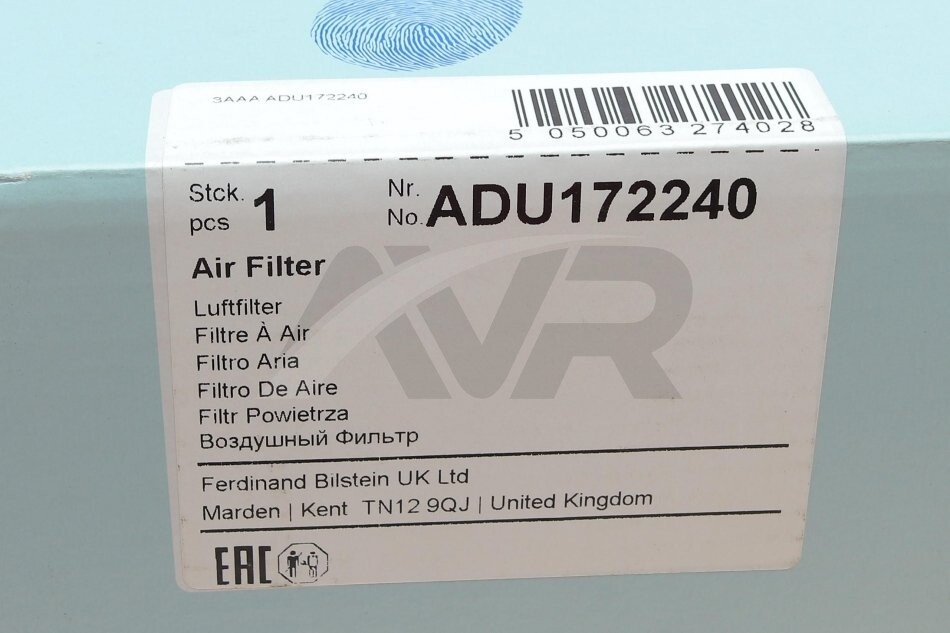 3AAA ADU172240
5 050063 274028
Stck. pcs 1 Nr. No. ADU172240
Air Filter
Luftfilter
Filtre À Air
Filtro Aria
Filtro De Aire
Filtr Powietrza
Воздушный Фильтр
AVR
Ferdinand Bilstein UK Ltd
Marden | Kent TN12 9QJ | United Kingdom
EAC